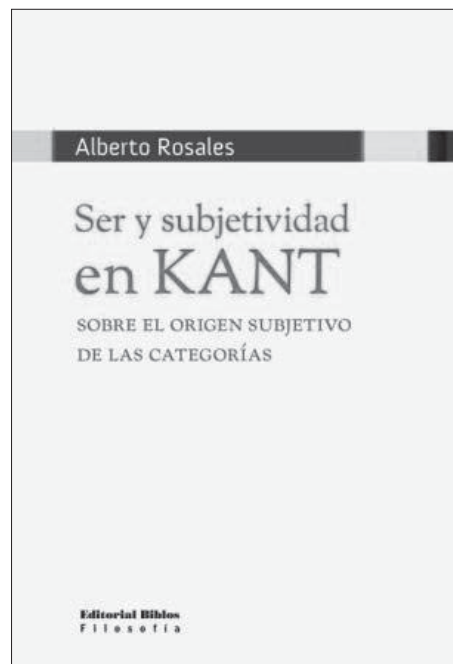 Alberto Rosales
Ser y subjetividad
en KANT
SOBRE EL ORIGEN SUBJETIVO
DE LAS CATEGORÍAS
Editorial Biblos
Filosofía